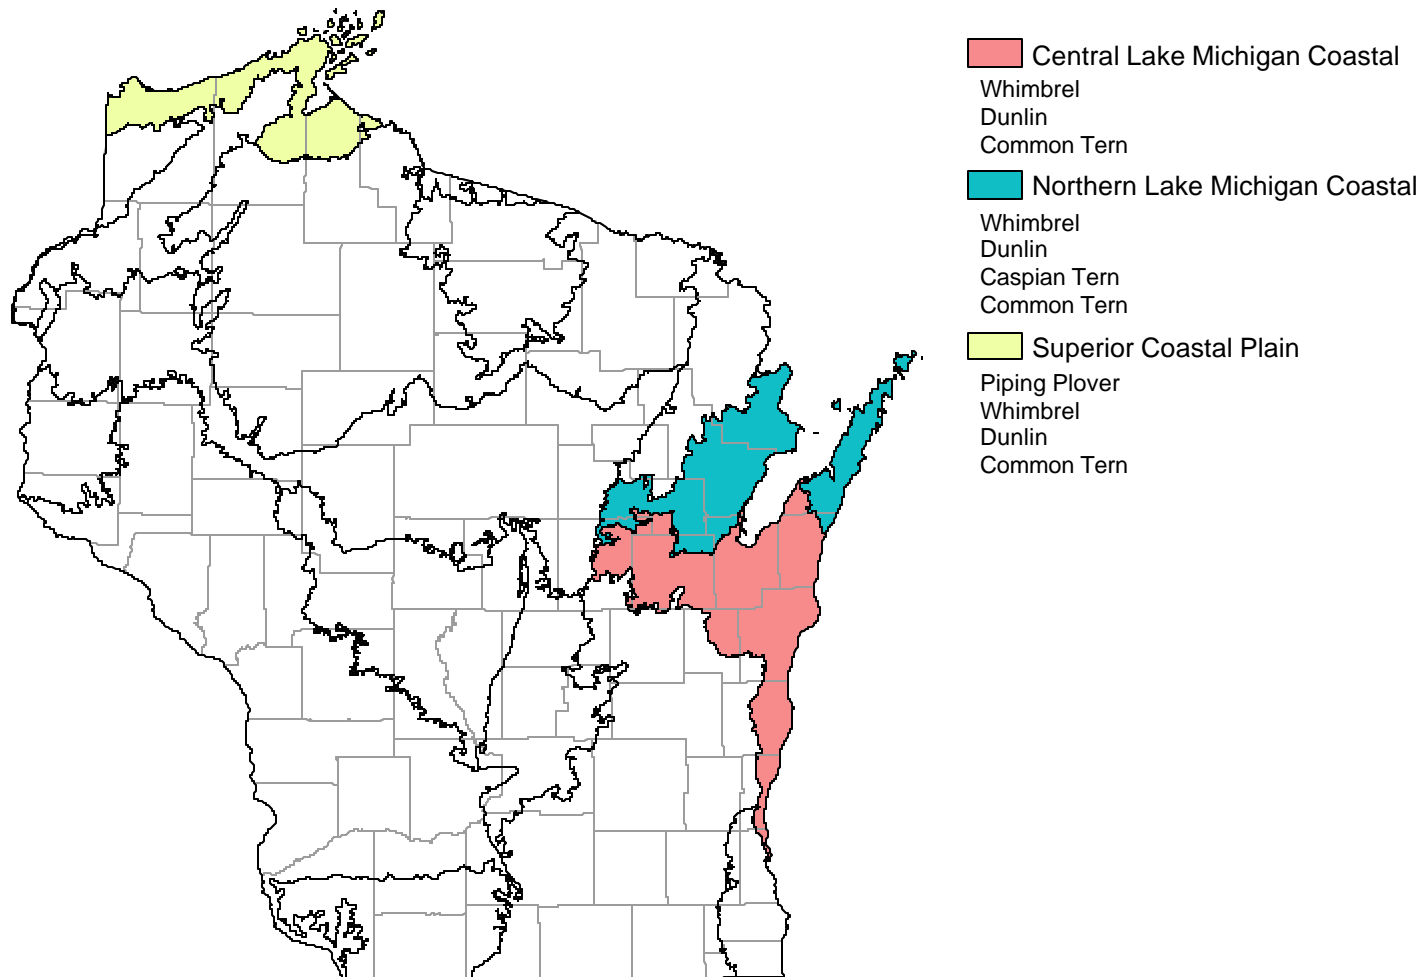 Central Lake Michigan Coastal
Whimbrel
Dunlin
Common Tern
Northern Lake Michigan Coastal
Whimbrel
Dunlin
Caspian Tern
Common Tern
Superior Coastal Plain
Piping Plover
Whimbrel
Dunlin
Common Tern